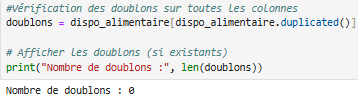 #Vérification des doublons sur toutes les colonnes
doublons = dispo_alimentaire[dispo_alimentaire.duplicated()]
# Afficher les doublons (si existants)
print("Nombre de doublons :", len(doublons))
Nombre de doublons : 0